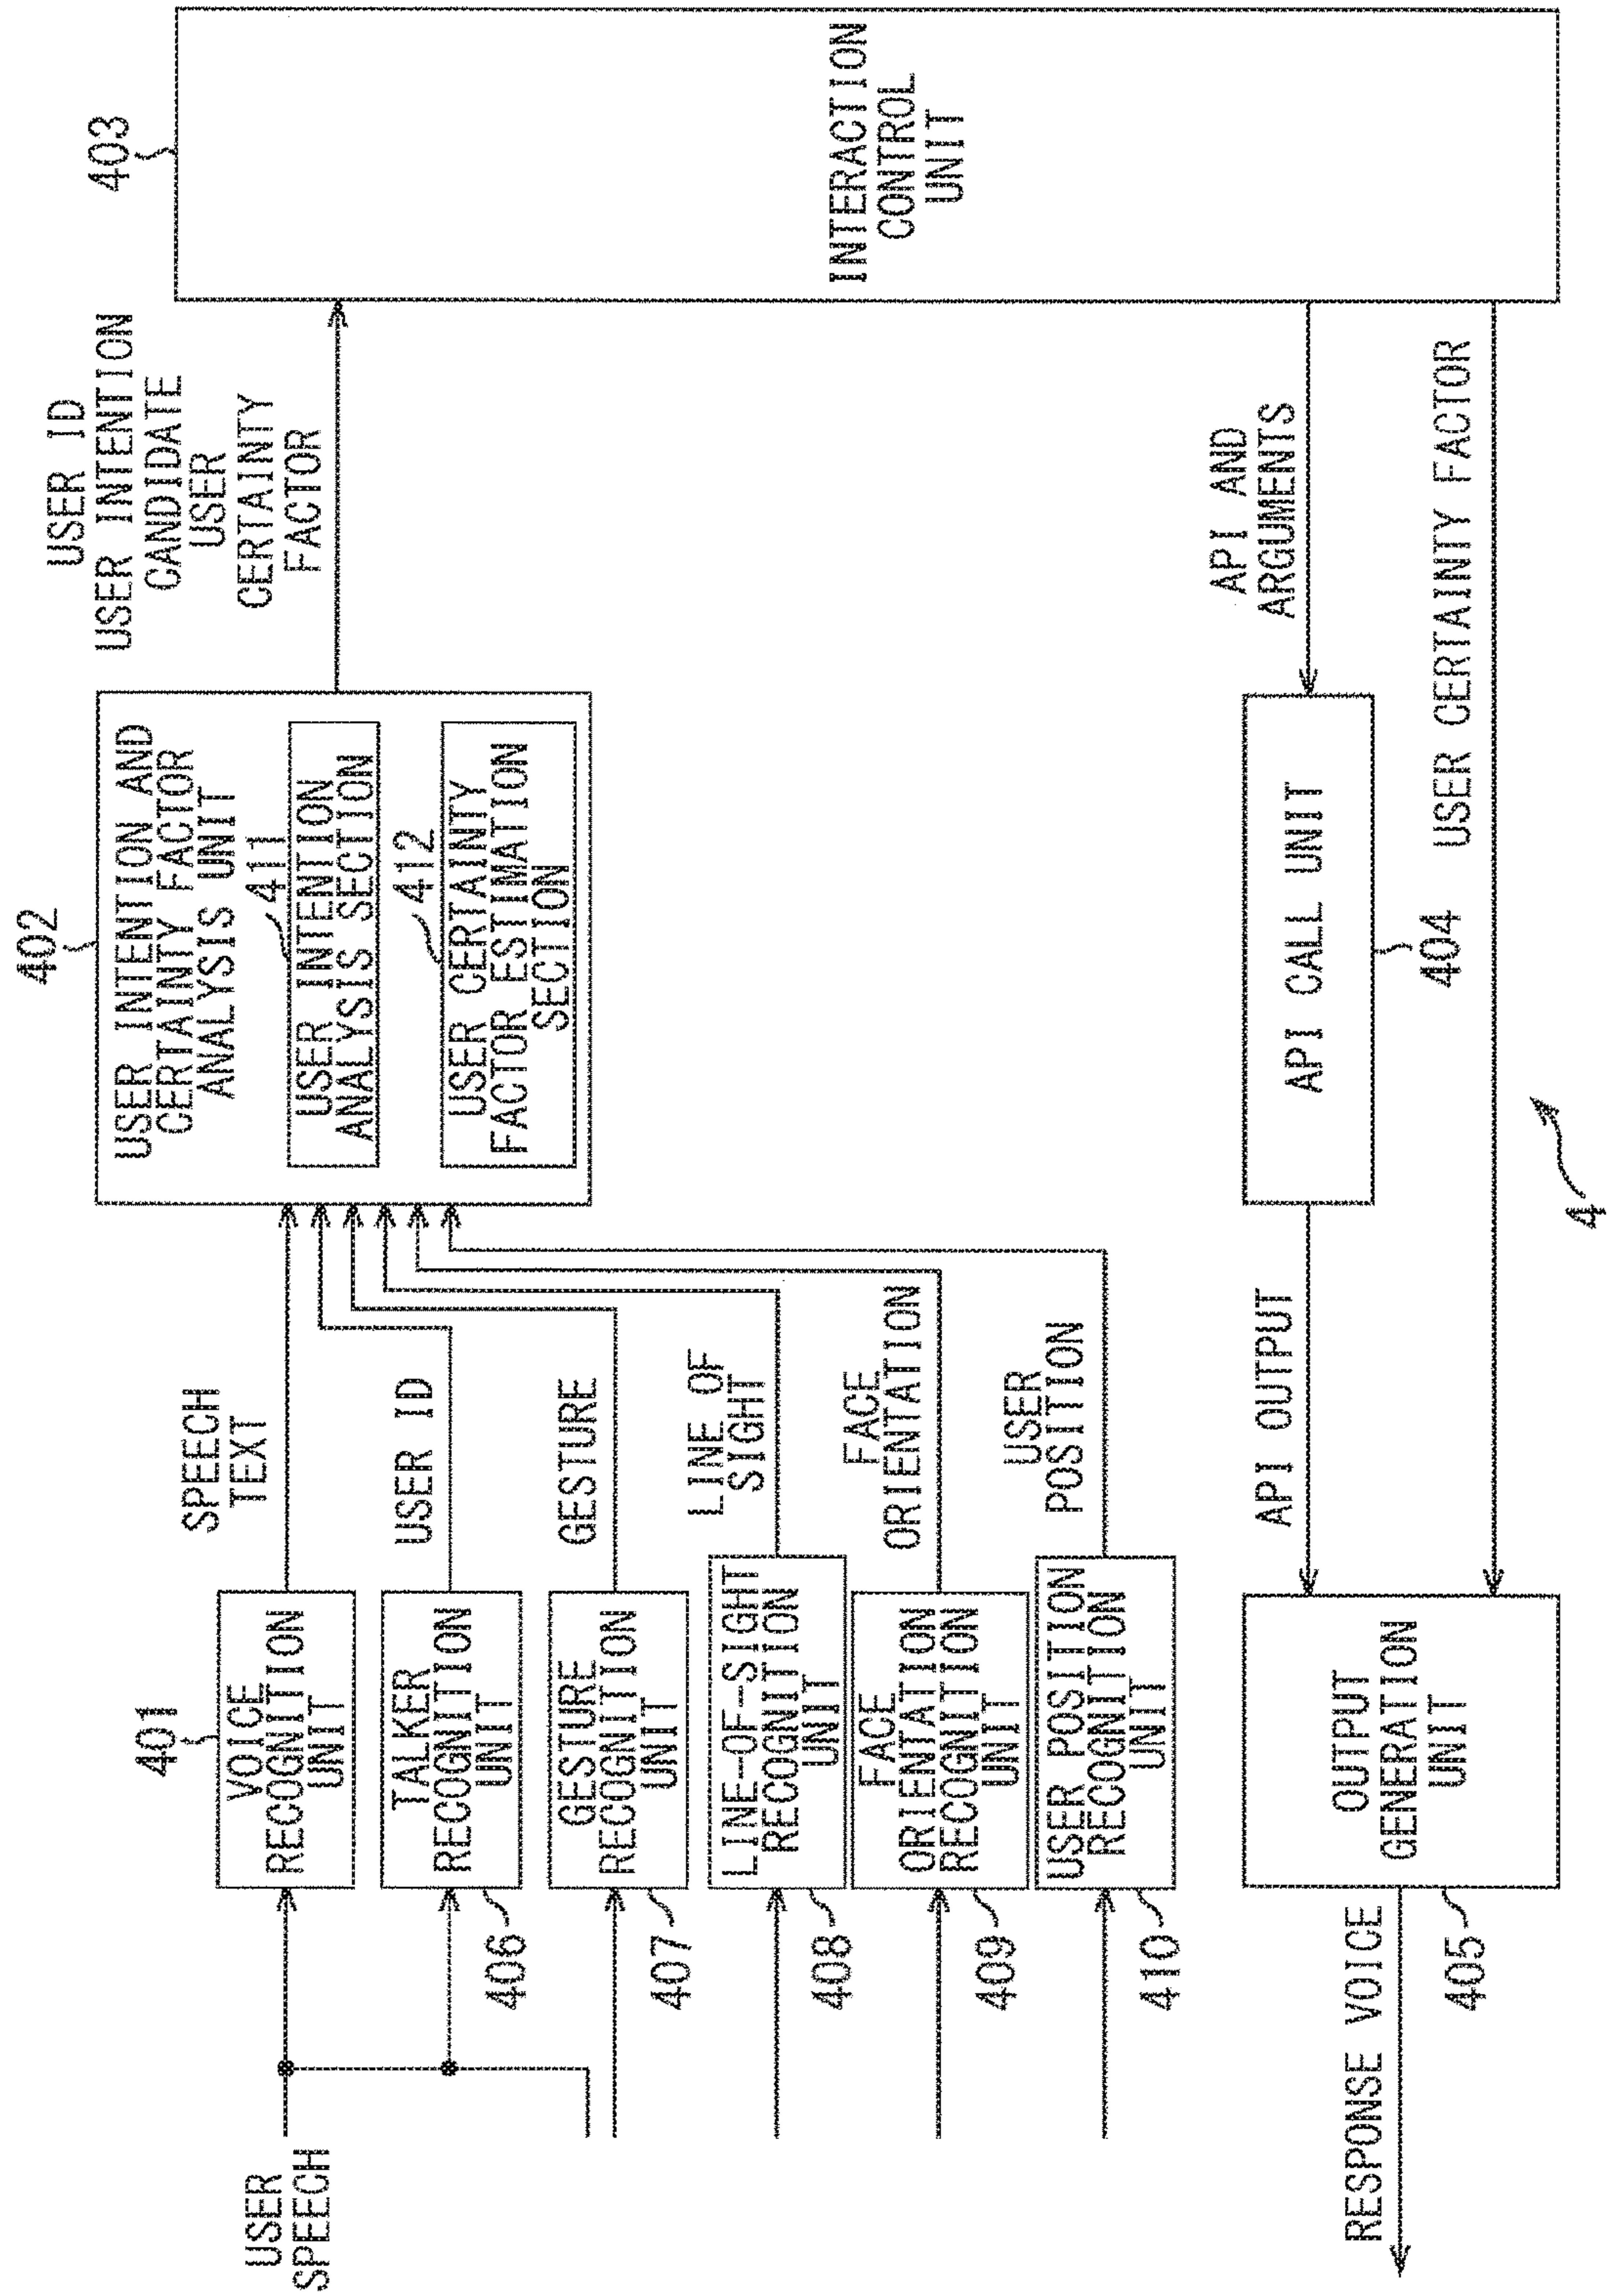 USER
SPEECH
401
VOICE
RECOGNITION
UNIT
SPEECH
TEXT
402
USER INTENTION AND
CERTAINTY FACTOR
ANALYSIS UNIT
411
USER INTENTION
ANALYSIS SECTION
412
USER CERTAINTY
FACTOR ESTIMATION
SECTION
USER ID
USER INTENTION
CANDIDATE
USER
CERTAINTY
FACTOR
403
INTERACTION
CONTROL
UNIT
TALKER
RECOGNITION
UNIT
406
USER ID
GESTURE
RECOGNITION
UNIT
407
GESTURE
LINE-OF-SIGHT
RECOGNITION
UNIT
408
LINE OF
SIGHT
FACE
ORIENTATION
RECOGNITION
UNIT
409
FACE
ORIENTATION
USER POSITION
RECOGNITION
UNIT
410
USER
POSITION
API AND
ARGUMENTS
API CALL UNIT
404
API OUTPUT
USER CERTAINTY FACTOR
OUTPUT
GENERATION
UNIT
405
RESPONSE VOICE
4